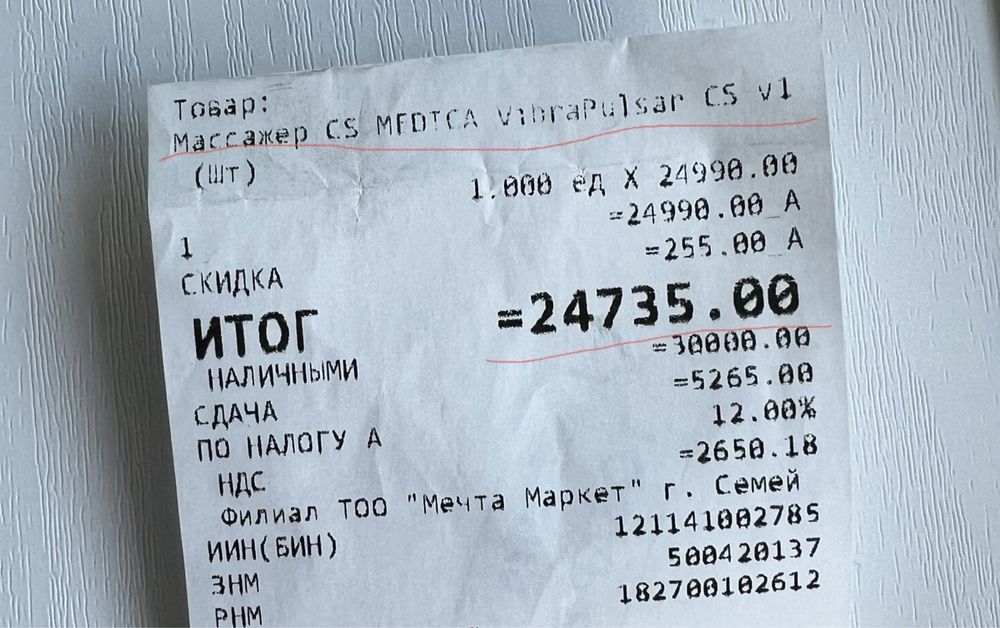 Товар:
Массажер CS MEDICA VibraPulsar CS v1
(шт)
1.000 ед X 24990.00
=24990.00 А
1
=255.00 А
СКИДКА
ИТОГ =24735.00
НАЛИЧНЫМИ =30000.00
СДАЧА =5265.00
ПО НАЛОГУ А 12.00%
НДС =2650.18
Филиал ТОО "Мечта Маркет" г. Семей
ИИН(БИН) 121141002785
ЗНМ 500420137
РНМ 182700102612